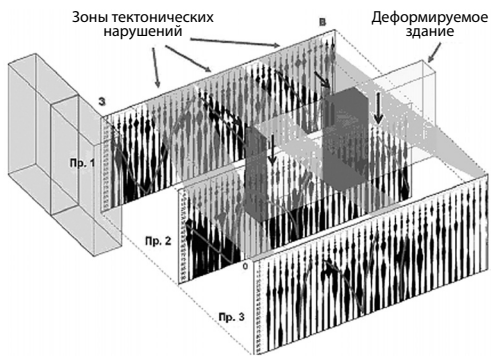 Зоны тектонических
нарушений
Деформируемое
здание
В
З
Пр. 1
Пр. 2
0
Пр. 3